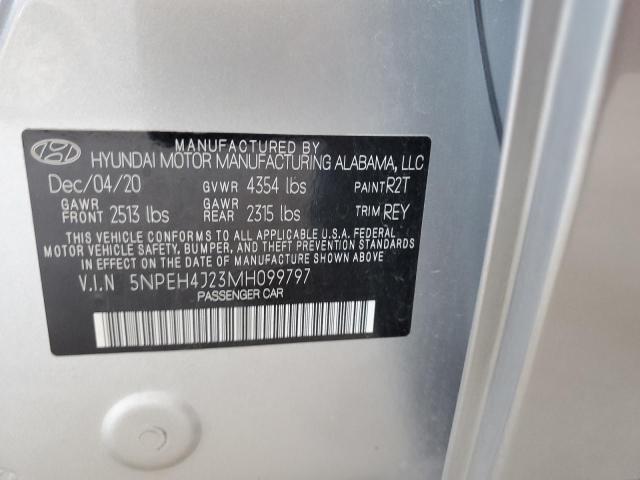 MANUFACTURED BY
HYUNDAI MOTOR MANUFACTURING ALABAMA, LLC
Dec/04/20 GVWR 4354 lbs PAINT R2T
GAWR FRONT 2513 lbs GAWR REAR 2315 lbs TRIM REY
THIS VEHICLE CONFORMS TO ALL APPLICABLE U.S.A. FEDERAL
MOTOR VEHICLE SAFETY, BUMPER, AND THEFT PREVENTION STANDARDS
IN EFFECT ON THE DATE OF MANUFACTURE SHOWN ABOVE.
V.I.N 5NPEH4J23MH099797
PASSENGER CAR